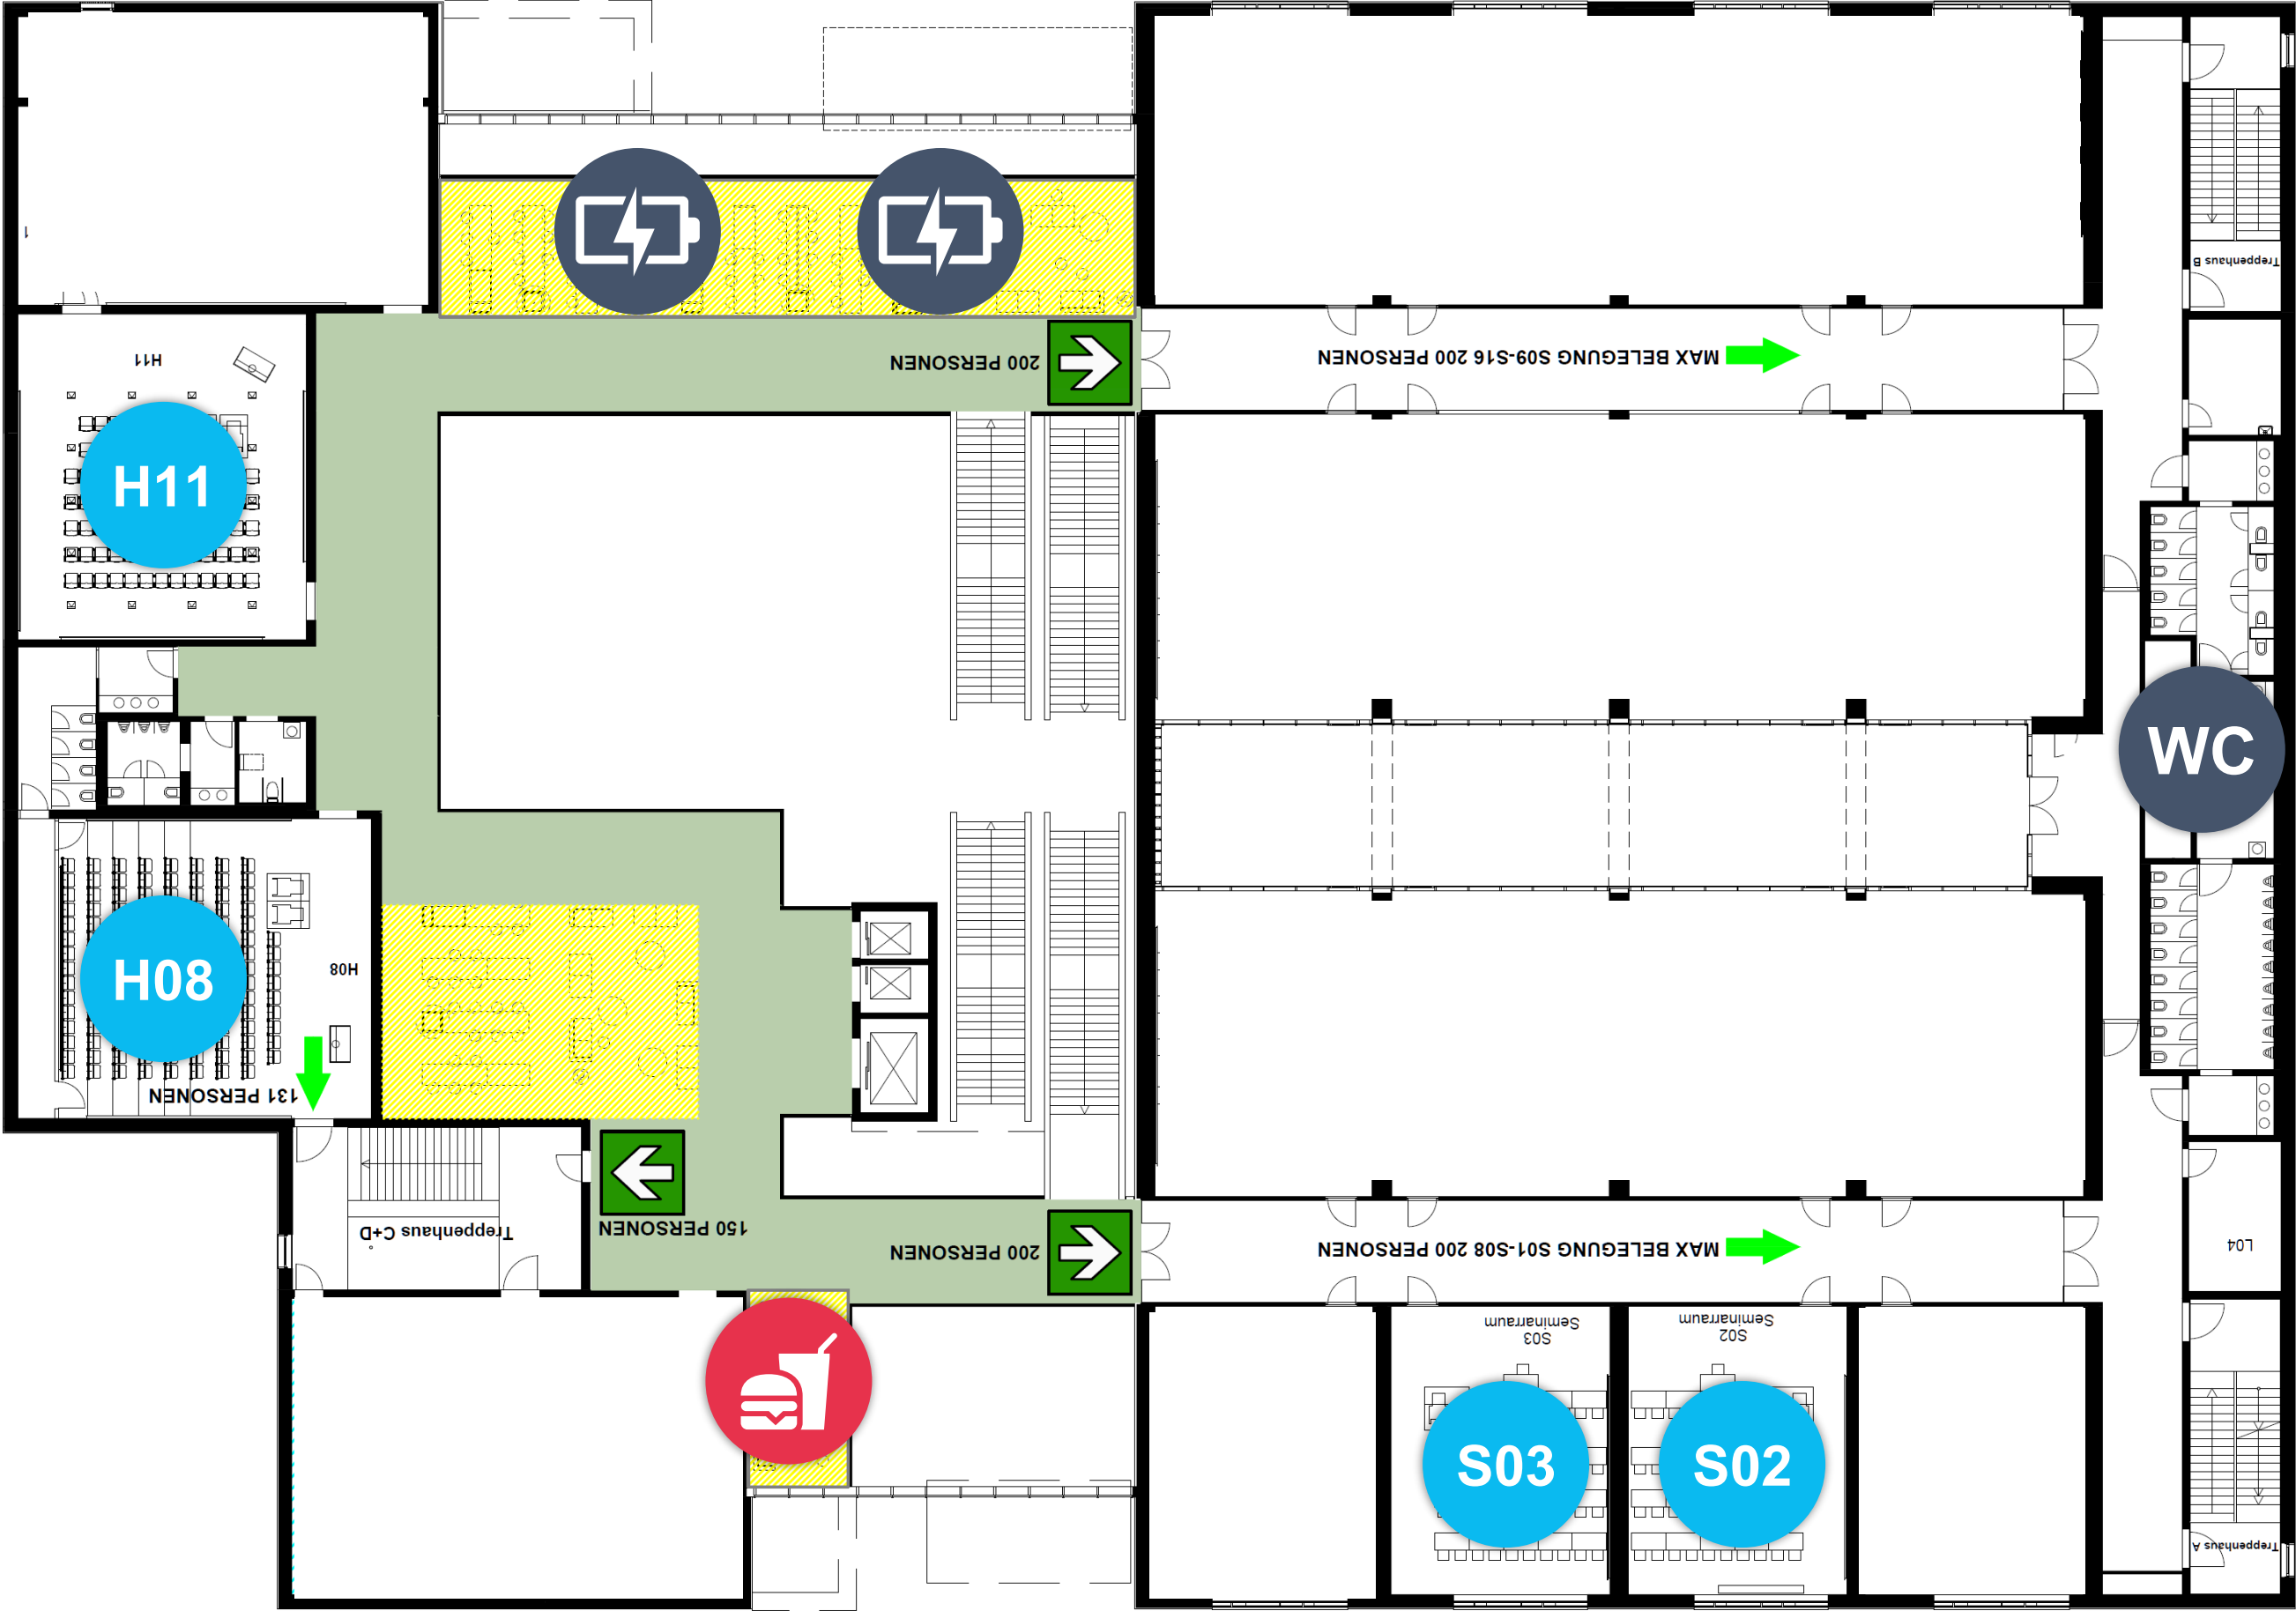 Treppenhaus B
H11
200 PERSONEN
MAX BELEGUNG S09-S16 200 PERSONEN
H11
WC
H08
H08
131 PERSONEN
Treppenhaus C+D
150 PERSONEN
200 PERSONEN
MAX BELEGUNG S01-S08 200 PERSONEN
L04
S03
Seminarraum
S02
Seminarraum
S03
S02
Treppenhaus A